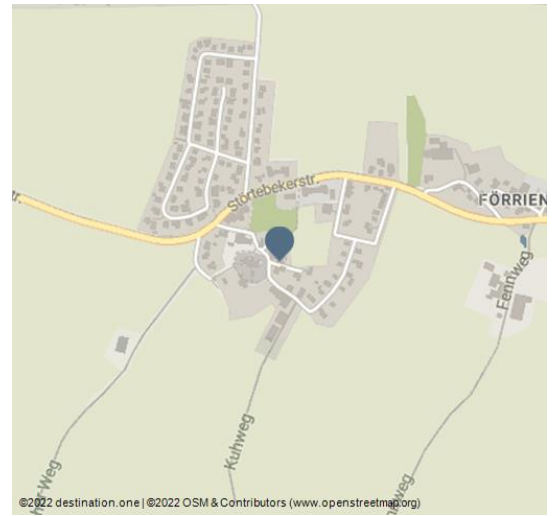 Störtebekerstr.
FÖRRIEN
Fennweg
Kuhweg
©2022 destination.one | ©2022 OSM & Contributors (www.openstreetmap.org)